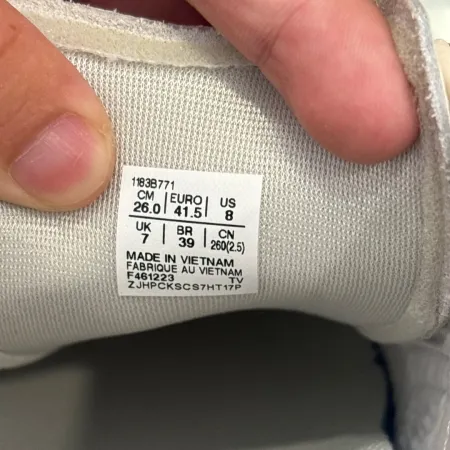 1183B771
CM | EURO | US
26.0 | 41.5 | 8
UK | BR | CN
7 | 39 | 260(2.5)
MADE IN VIETNAM
FABRIQUE AU VIETNAM
F461223 TV
ZJHPCKSCS7HT17P